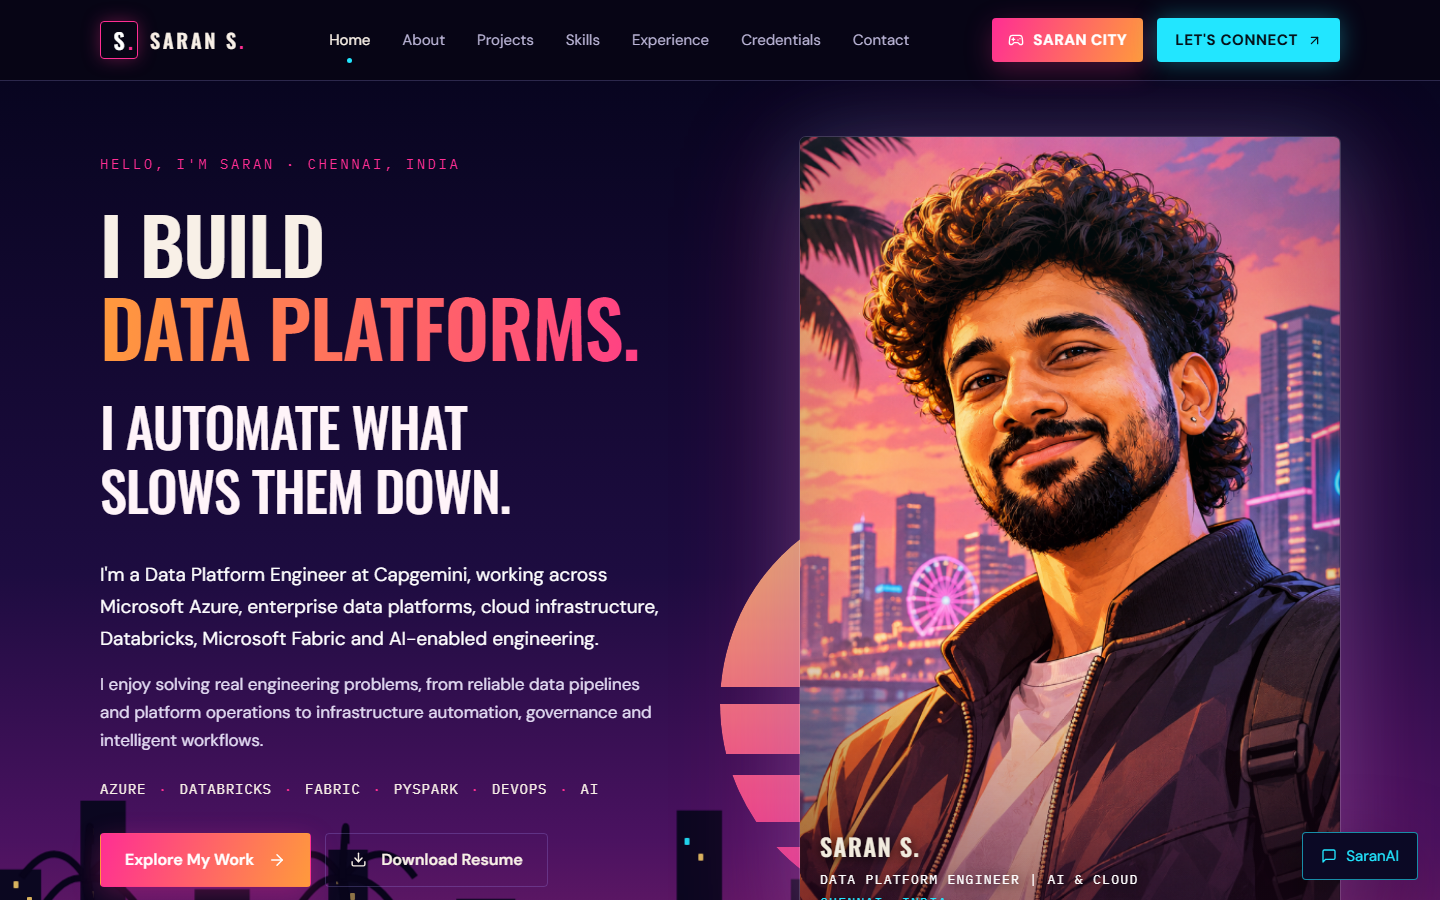 S. SARAN S.
Home About Projects Skills Experience Credentials Contact
SARAN CITY
LET'S CONNECT
HELLO, I'M SARAN · CHENNAI, INDIA
I BUILD
DATA PLATFORMS.
I AUTOMATE WHAT
SLOWS THEM DOWN.
I'm a Data Platform Engineer at Capgemini, working across
Microsoft Azure, enterprise data platforms, cloud infrastructure,
Databricks, Microsoft Fabric and AI-enabled engineering.
I enjoy solving real engineering problems, from reliable data pipelines
and platform operations to infrastructure automation, governance and
intelligent workflows.
AZURE · DATABRICKS · FABRIC · PYSPARK · DEVOPS · AI
Explore My Work
Download Resume
SARAN S.
DATA PLATFORM ENGINEER | AI & CLOUD
SaranAI